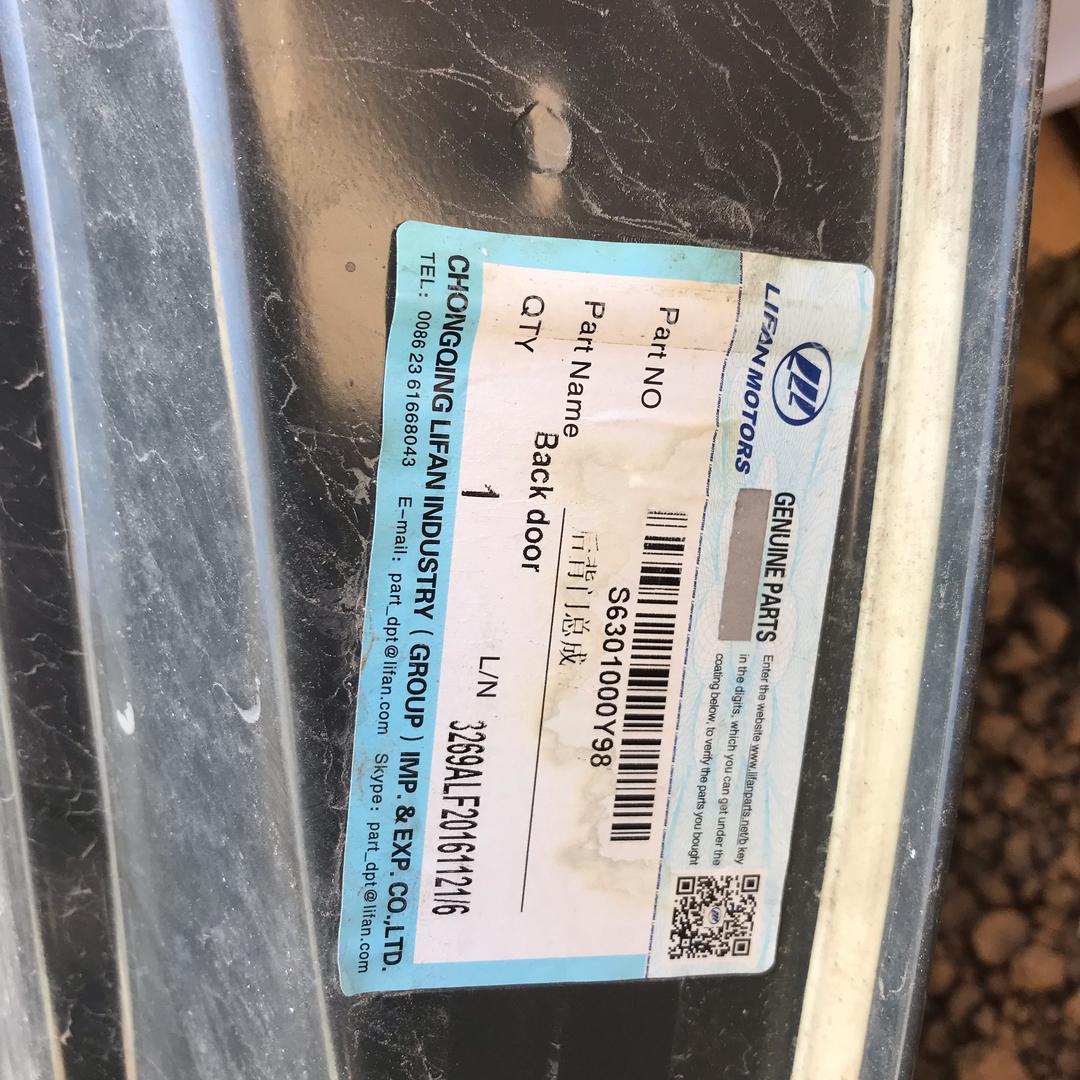 LIFAN MOTORS
GENUINE PARTS
Enter the website www.lifanparts.net/b key
in the digits, which you can get under the
coating below, to verify the parts you bought
Part NO
S6301000Y98
Part Name
后背门总成
Back door
QTY
1
L/N 3269ALF20161121/6
CHONGQING LIFAN INDUSTRY ( GROUP ) IMP. & EXP. CO.,LTD.
TEL: 0086 23 61668043 E-mail: part_dpt@lifan.com Skype: part_dpt@lifan.com